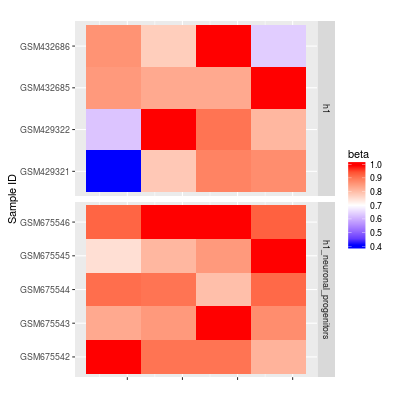 GSM432686
GSM432685
GSM429322
GSM429321
h1
GSM675546
GSM675545
GSM675544
GSM675543
GSM675542
h1_neuronal_progenitors
Sample ID
beta
1.0
0.9
0.8
0.7
0.6
0.5
0.4